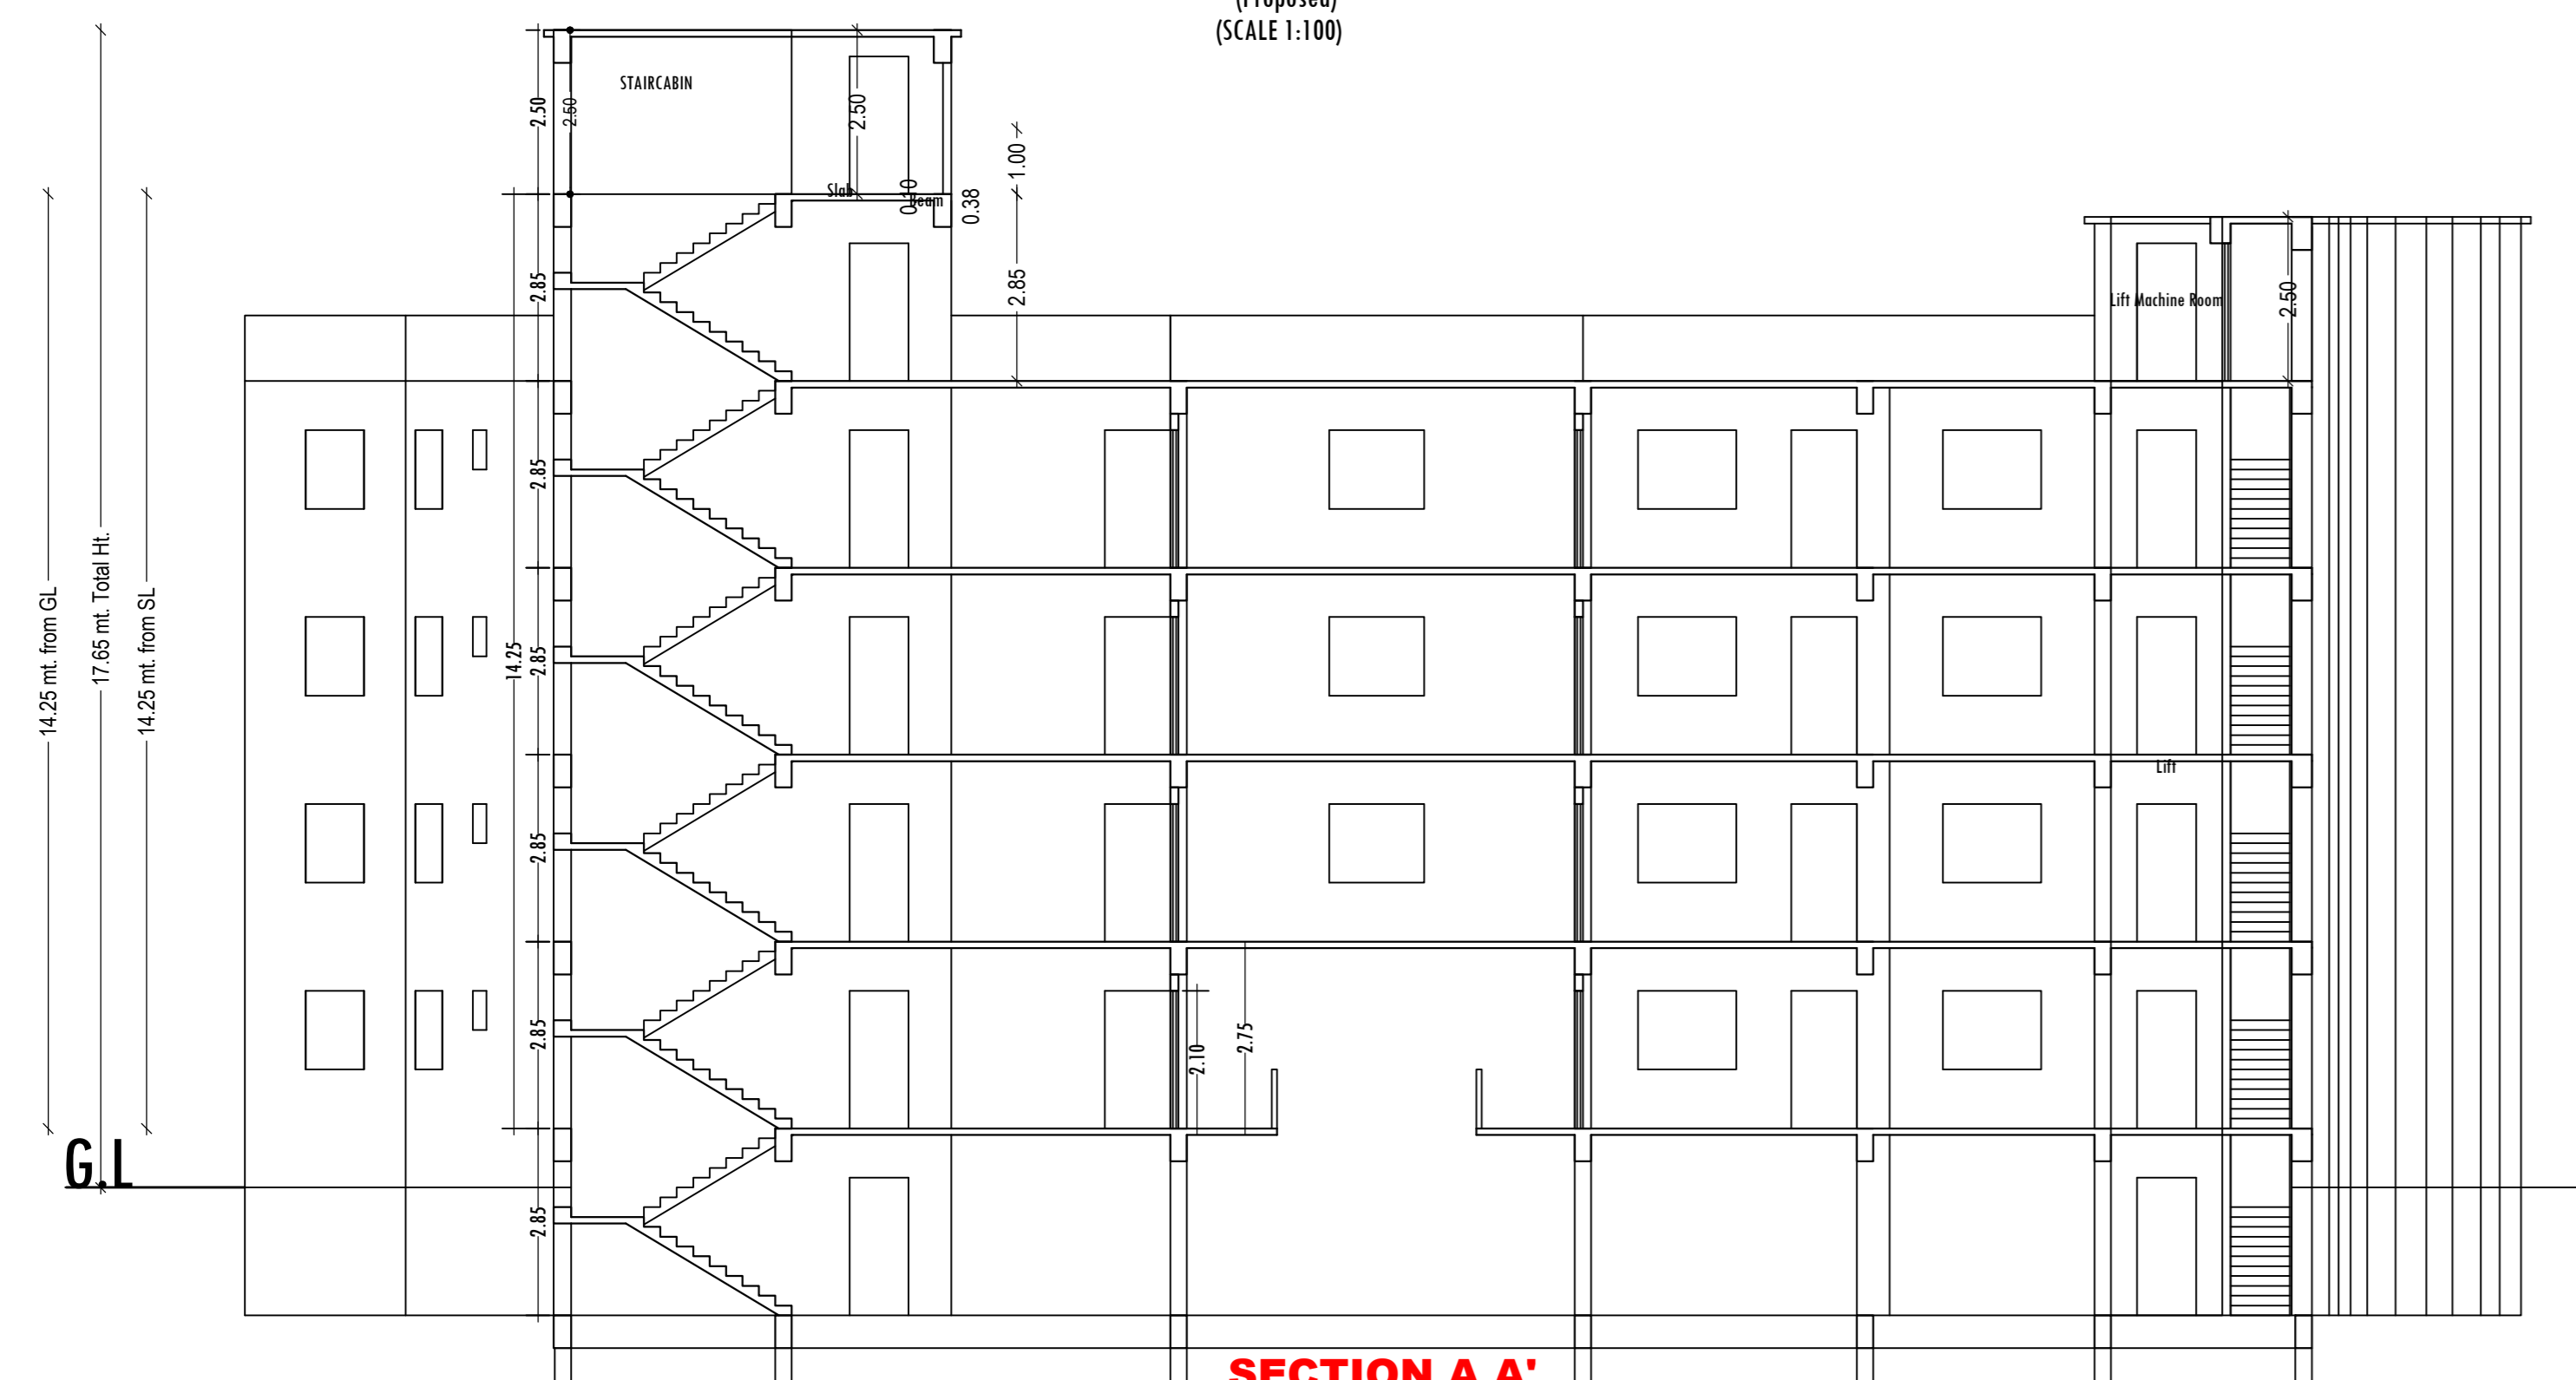 (Proposed)
(SCALE 1:100)
STAIRCABIN
2.50
2.50
2.50
1.00
Slab
0.10
Beam
0.38
2.85
2.85
Lift Machine Room
2.50
2.85
14.25 mt. from GL
17.65 mt. Total Ht.
14.25 mt. from SL
14.25
2.85
Lift
2.85
2.85
2.10
2.75
G.L
2.85
SECTION A A'